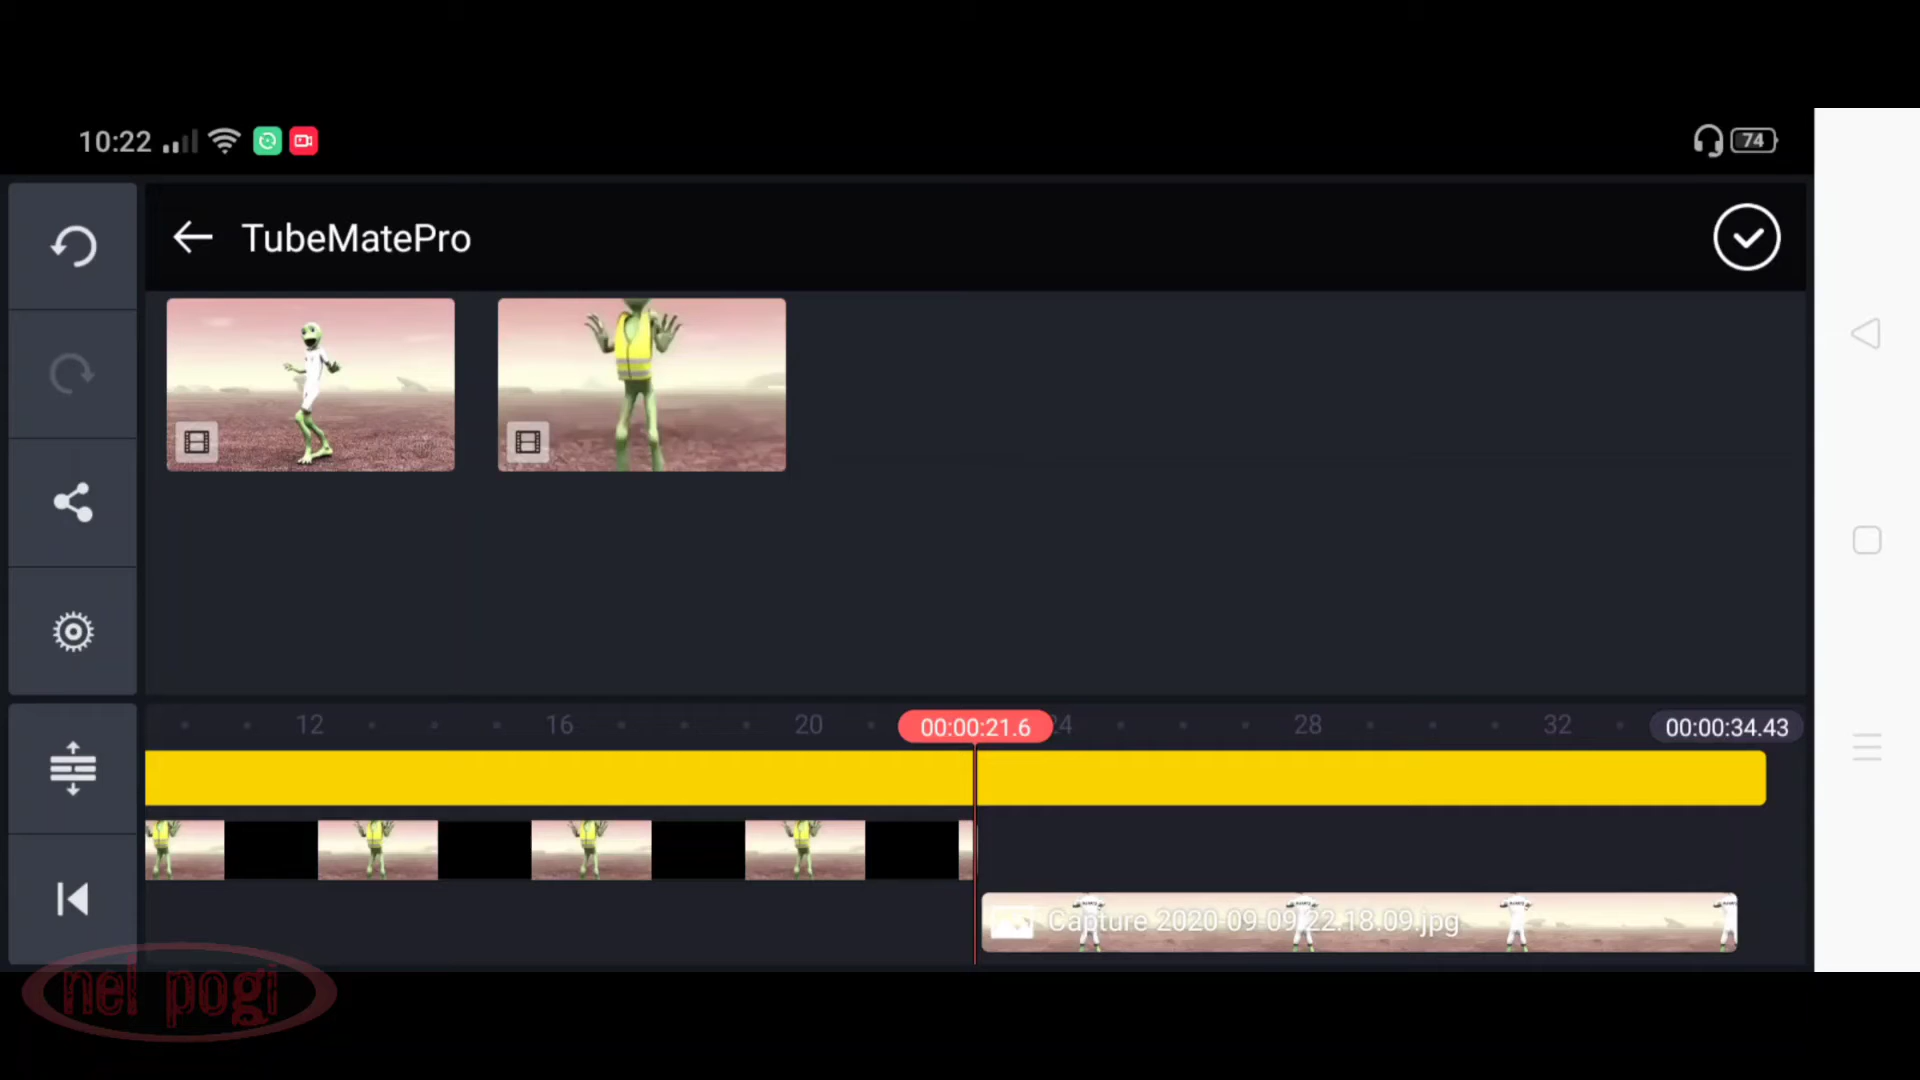 10:22
74
TubeMatePro
12 16 20 00:00:21.6 24 28 32 00:00:34.43
Capture 2020-09-09 22.18.09.jpg
nel pogi